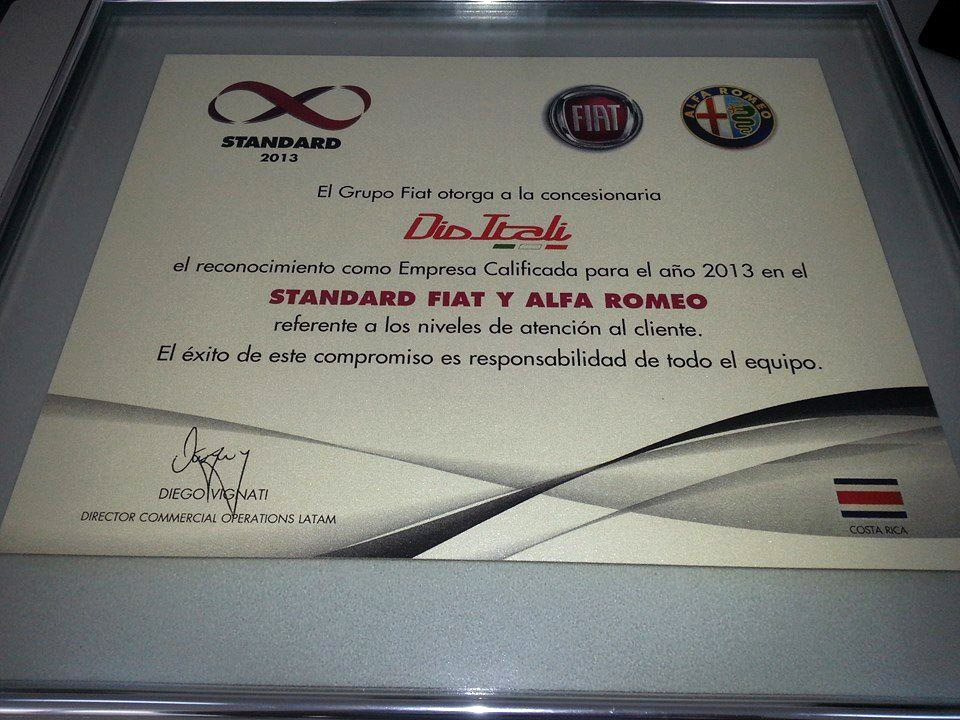 STANDARD
2013
FIAT
ALFA ROMEO
El Grupo Fiat otorga a la concesionaria
Dis Itali
el reconocimiento como Empresa Calificada para el año 2013 en el
STANDARD FIAT Y ALFA ROMEO
referente a los niveles de atención al cliente.
El éxito de este compromiso es responsabilidad de todo el equipo.
DIEGO VIGNATI
DIRECTOR COMMERCIAL OPERATIONS LATAM
COSTA RICA